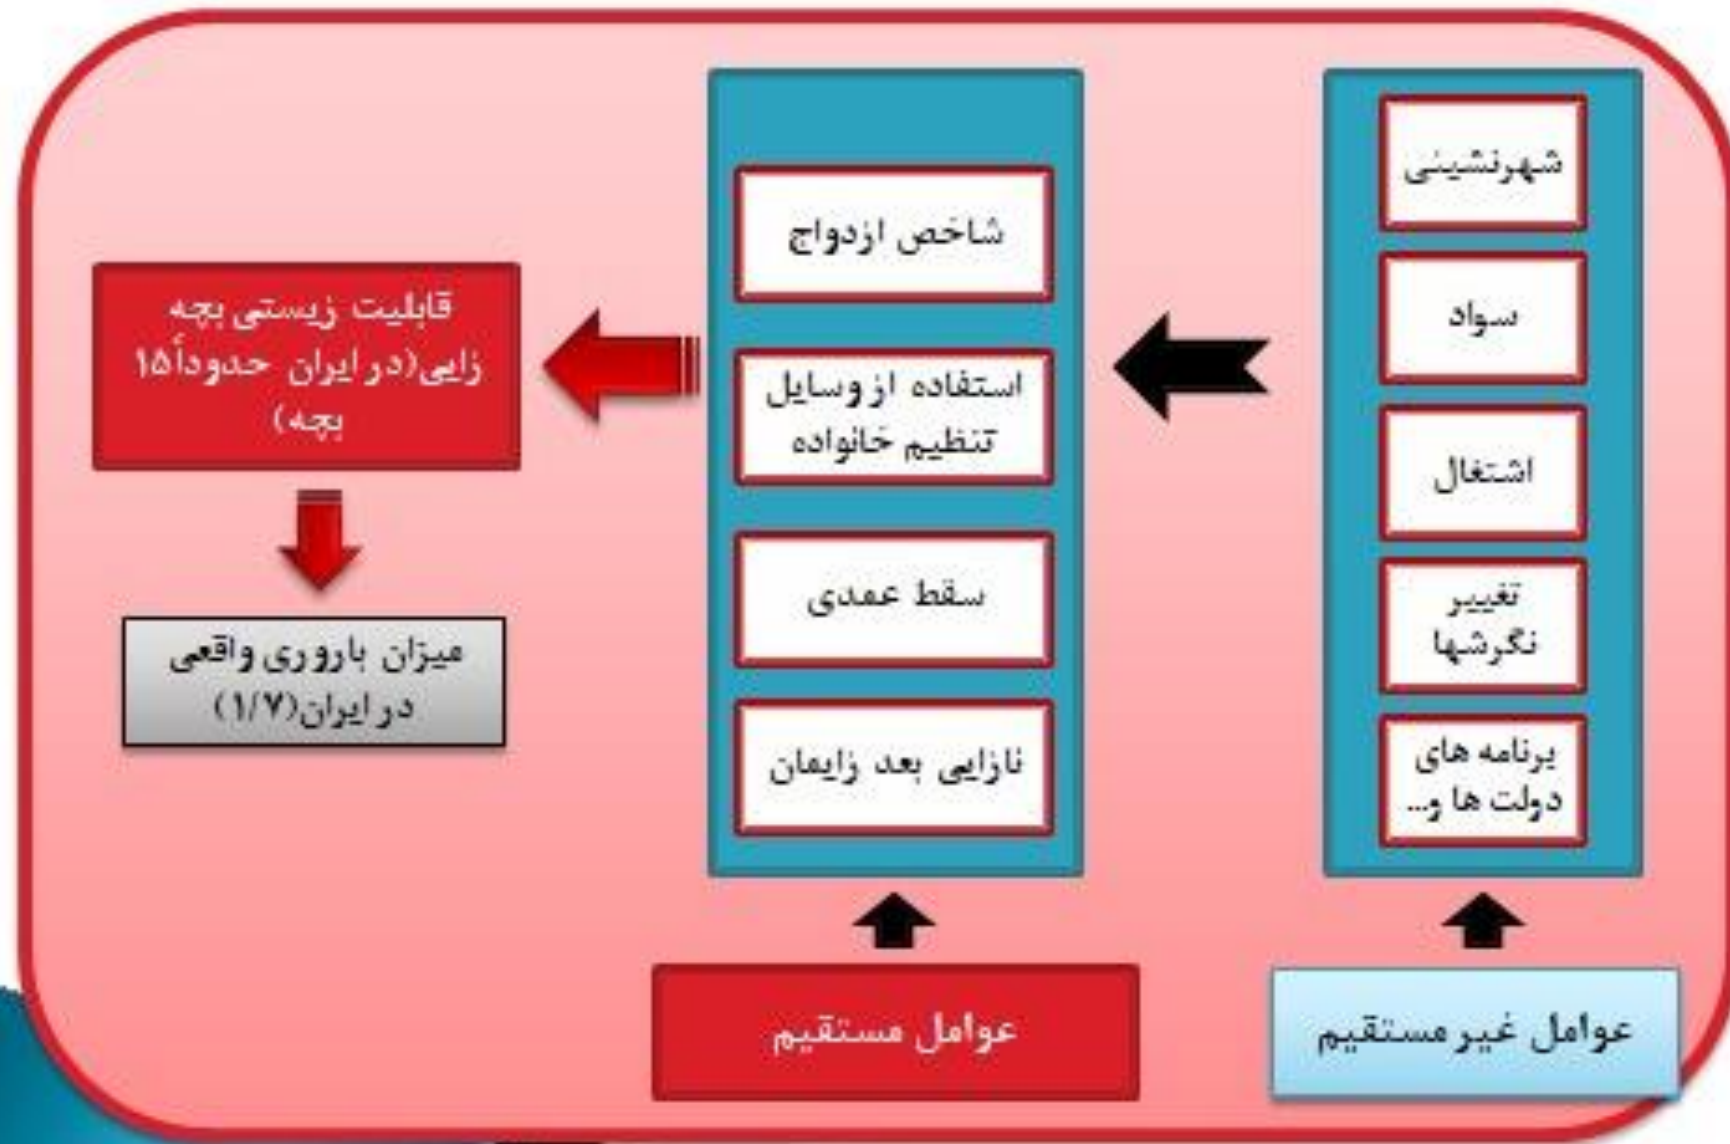 شهرنشینی
سواد
اشتغال
تغییر
نگرشها
برنامه های
دولت ها و...
عوامل غیر مستقیم
شاخص ازدواج
استفاده از وسایل
تنظیم خانواده
سقط عمدی
نازایی بعد زایمان
عوامل مستقیم
قابلیت زیستی بچه
زایی(در ایران حدوداً ۱۵
بچه)
میزان باروری واقعی
در ایران(۱/۷)